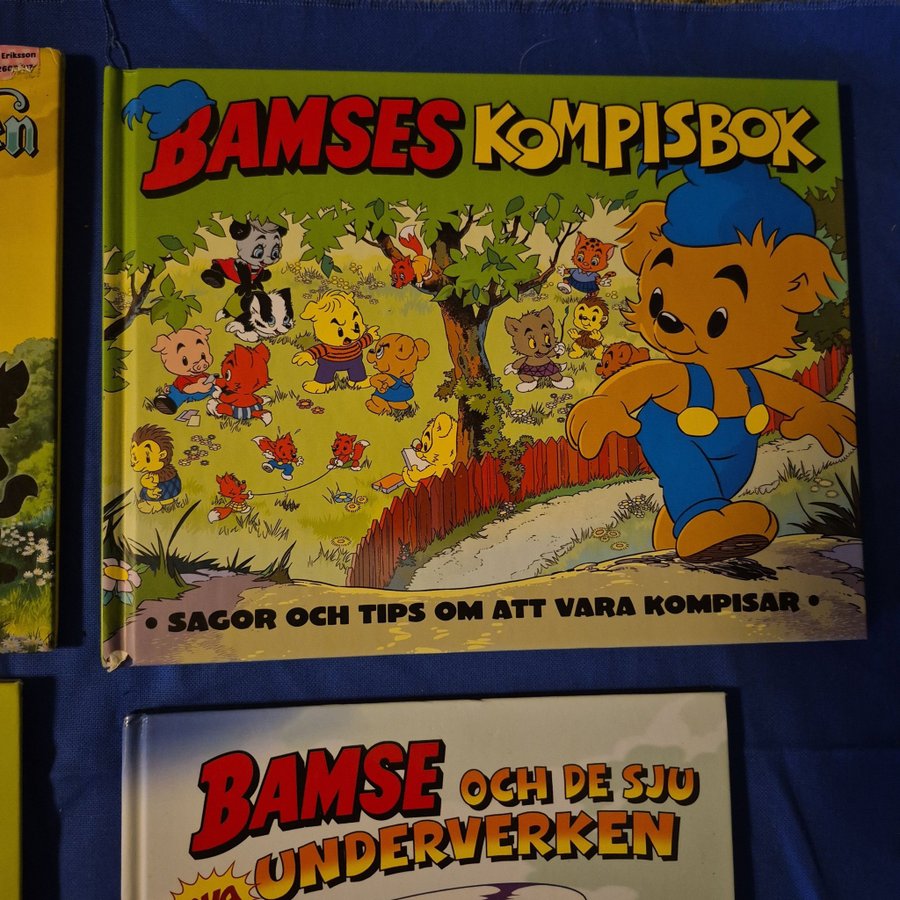 Eriksson
BAMSES KOMPISBOK
• SAGOR OCH TIPS OM ATT VARA KOMPISAR •
BAMSE OCH DE SJU
UNDERVERKEN